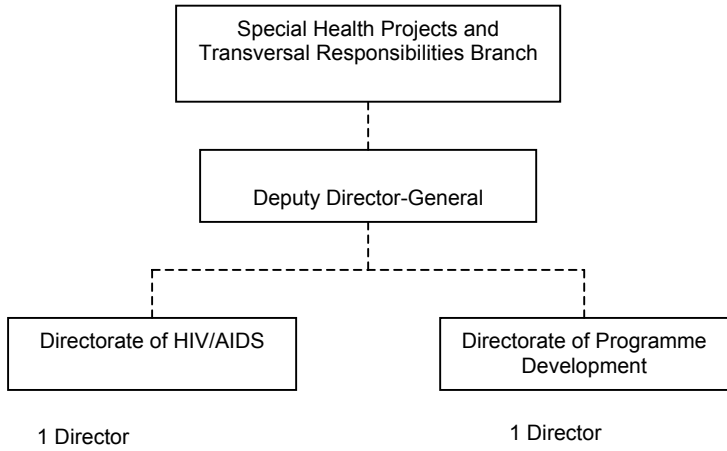 Special Health Projects and
Transversal Responsibilities Branch
Deputy Director-General
Directorate of HIV/AIDS
Directorate of Programme
Development
1 Director
1 Director